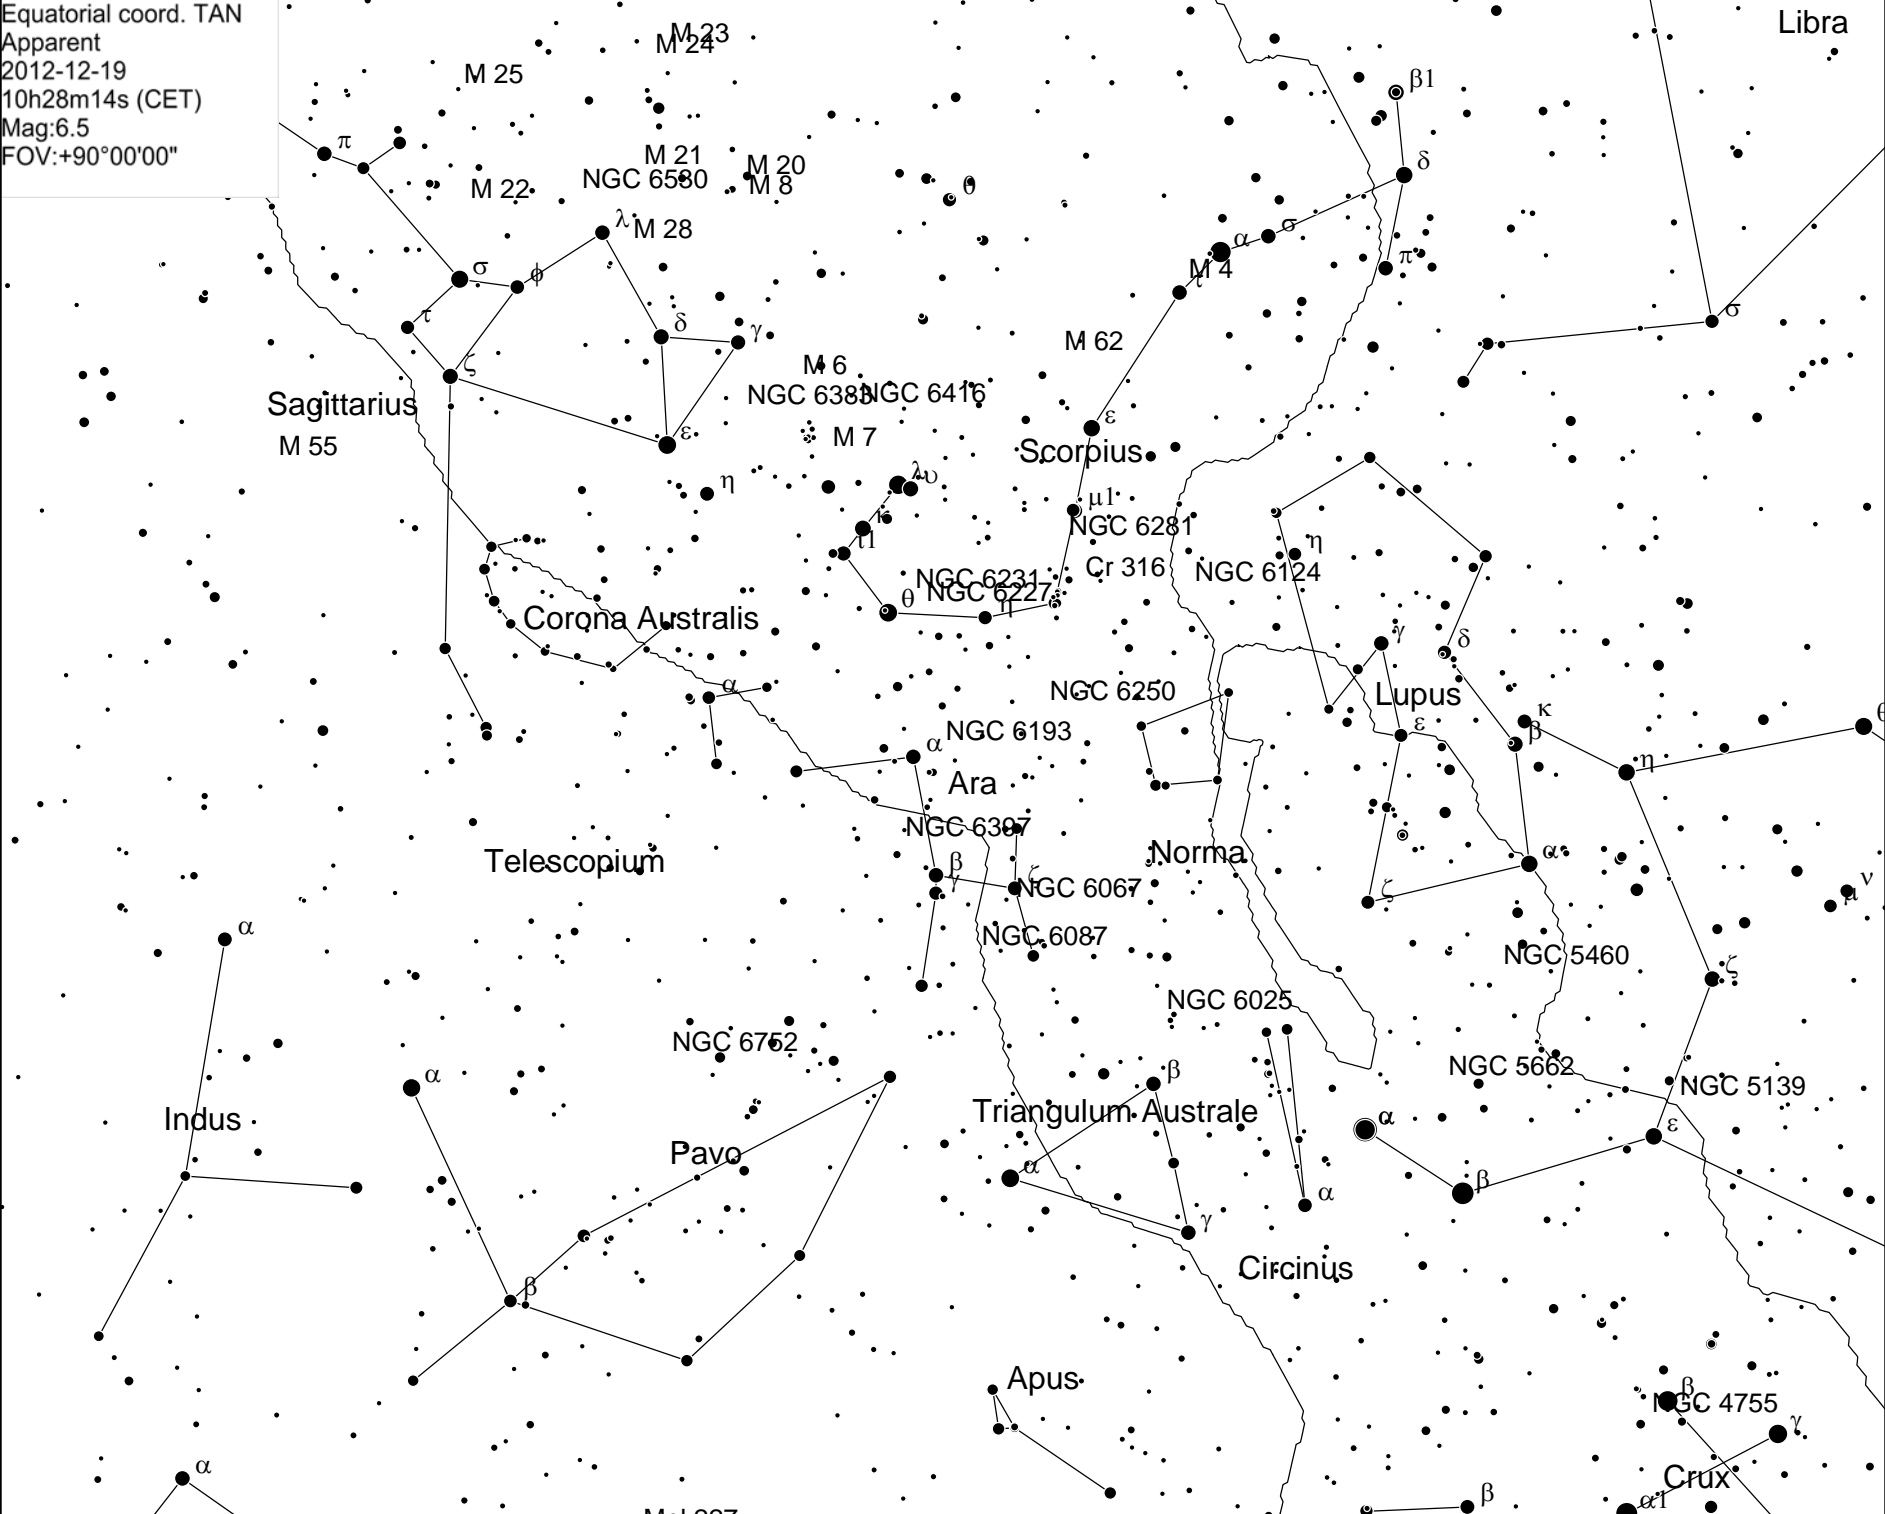 Equatorial coord. TAN
Apparent
2012-12-19
10h28m14s (CET)
Mag:6.5
FOV:+90°00'00"
Libra
M 23
M 24
M 25
β1
π
M 21
M 20
NGC 6530
M 8
M 22
θ
δ
λ
M 28
α
σ
σ
ϕ
π
M 4
τ
τ
δ
γ
σ
M 62
ζ
M 6
Sagittarius
NGC 6383
NGC 6416
M 55
ε
M 7
ε
Scorpius
η
λ
υ
μ1
κ
NGC 6281
ι1
η
NGC 6231
Cr 316
NGC 6124
NGC 6227
θ
η
Corona Australis
γ
δ
α
NGC 6250
Lupus
κ
NGC 6193
ε
β
α
η
θ
Ara
NGC 6397
Telescopium
β
Norma
α
γ
ζ
NGC 6067
ζ
ν
μ
α
NGC 6087
NGC 5460
ζ
NGC 6025
NGC 6752
NGC 5662
α
β
NGC 5139
Indus
Triangulum Australe
α
ε
Pavo
α
β
α
γ
Circinus
β
Apus
β
NGC 4755
γ
α
Crux
β
α1